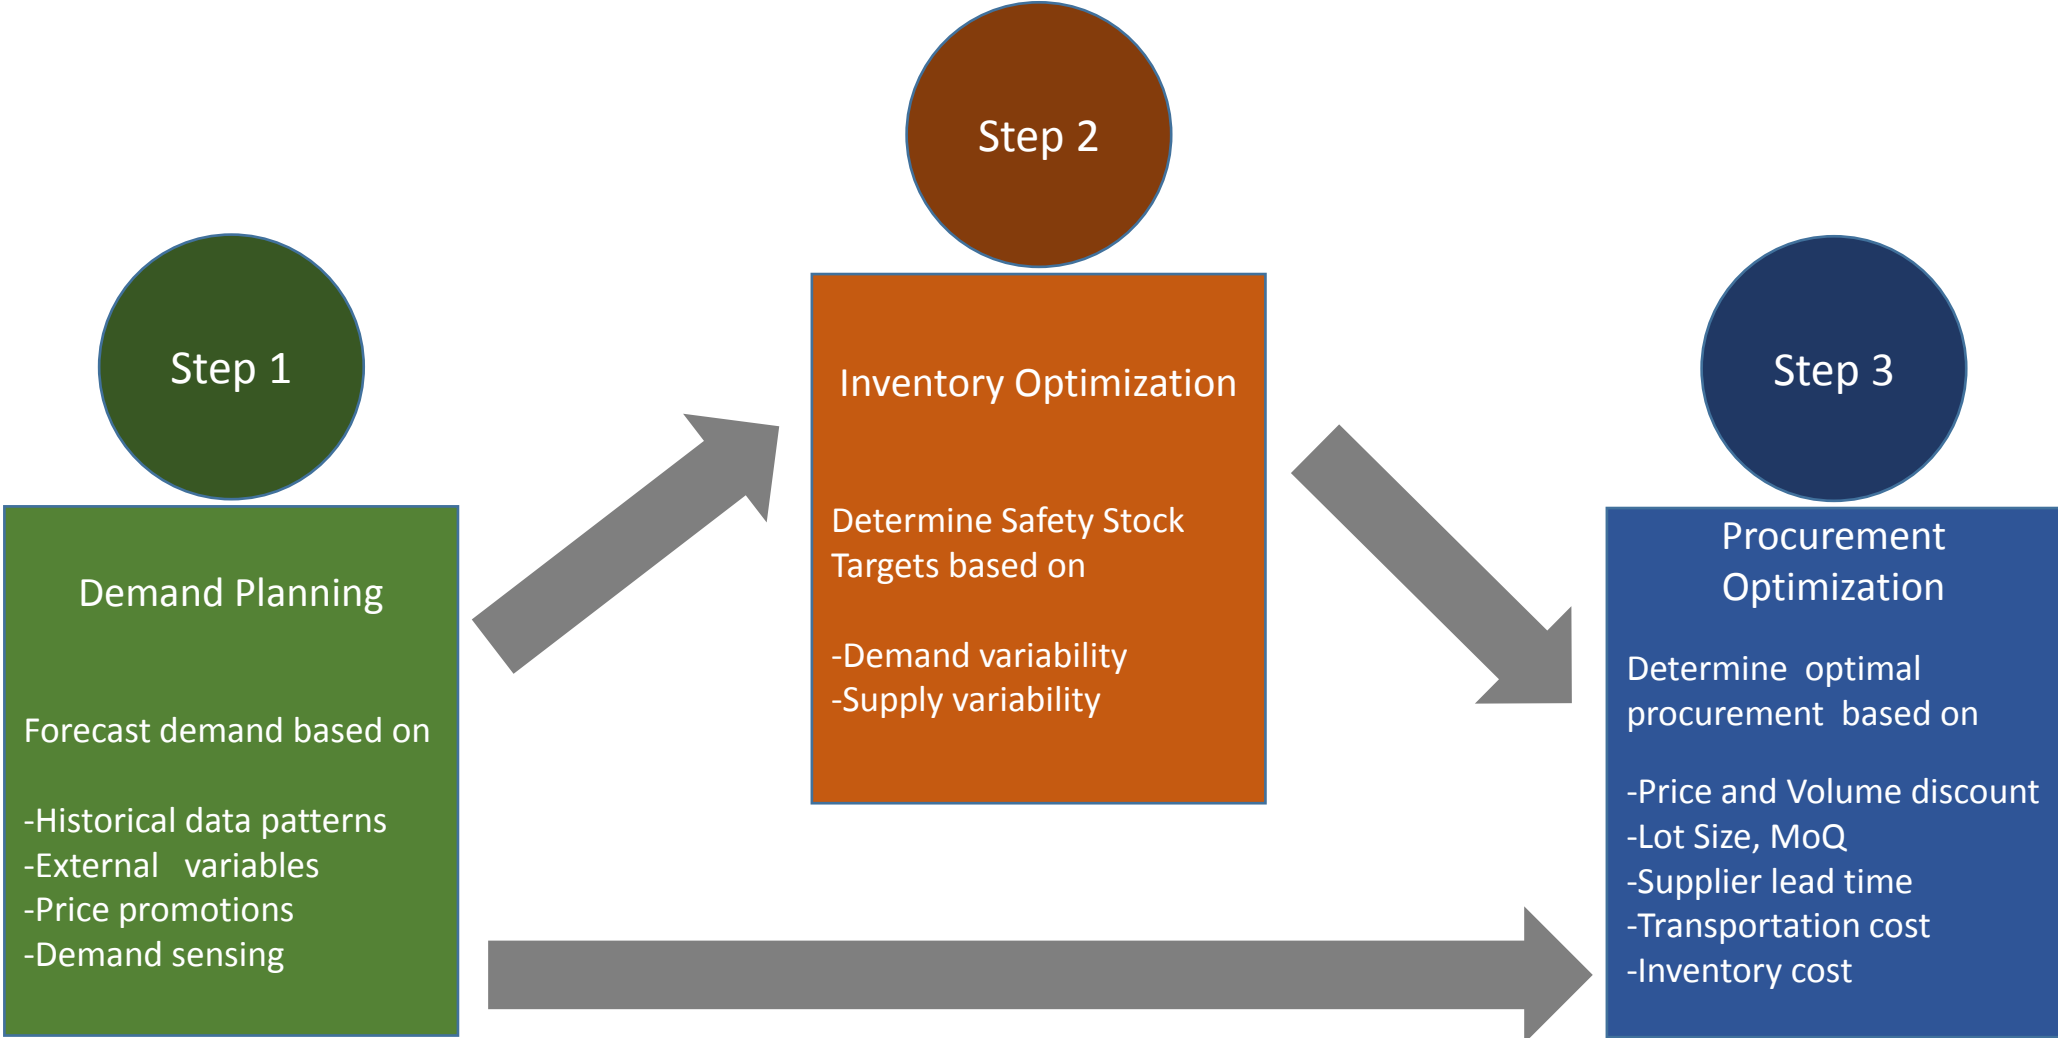 Step 1
Demand Planning
Forecast demand based on
-Historical data patterns
-External variables
-Price promotions
-Demand sensing
Step 2
Inventory Optimization
Determine Safety Stock
Targets based on
-Demand variability
-Supply variability
Step 3
Procurement
Optimization
Determine optimal
procurement based on
-Price and Volume discount
-Lot Size, MoQ
-Supplier lead time
-Transportation cost
-Inventory cost